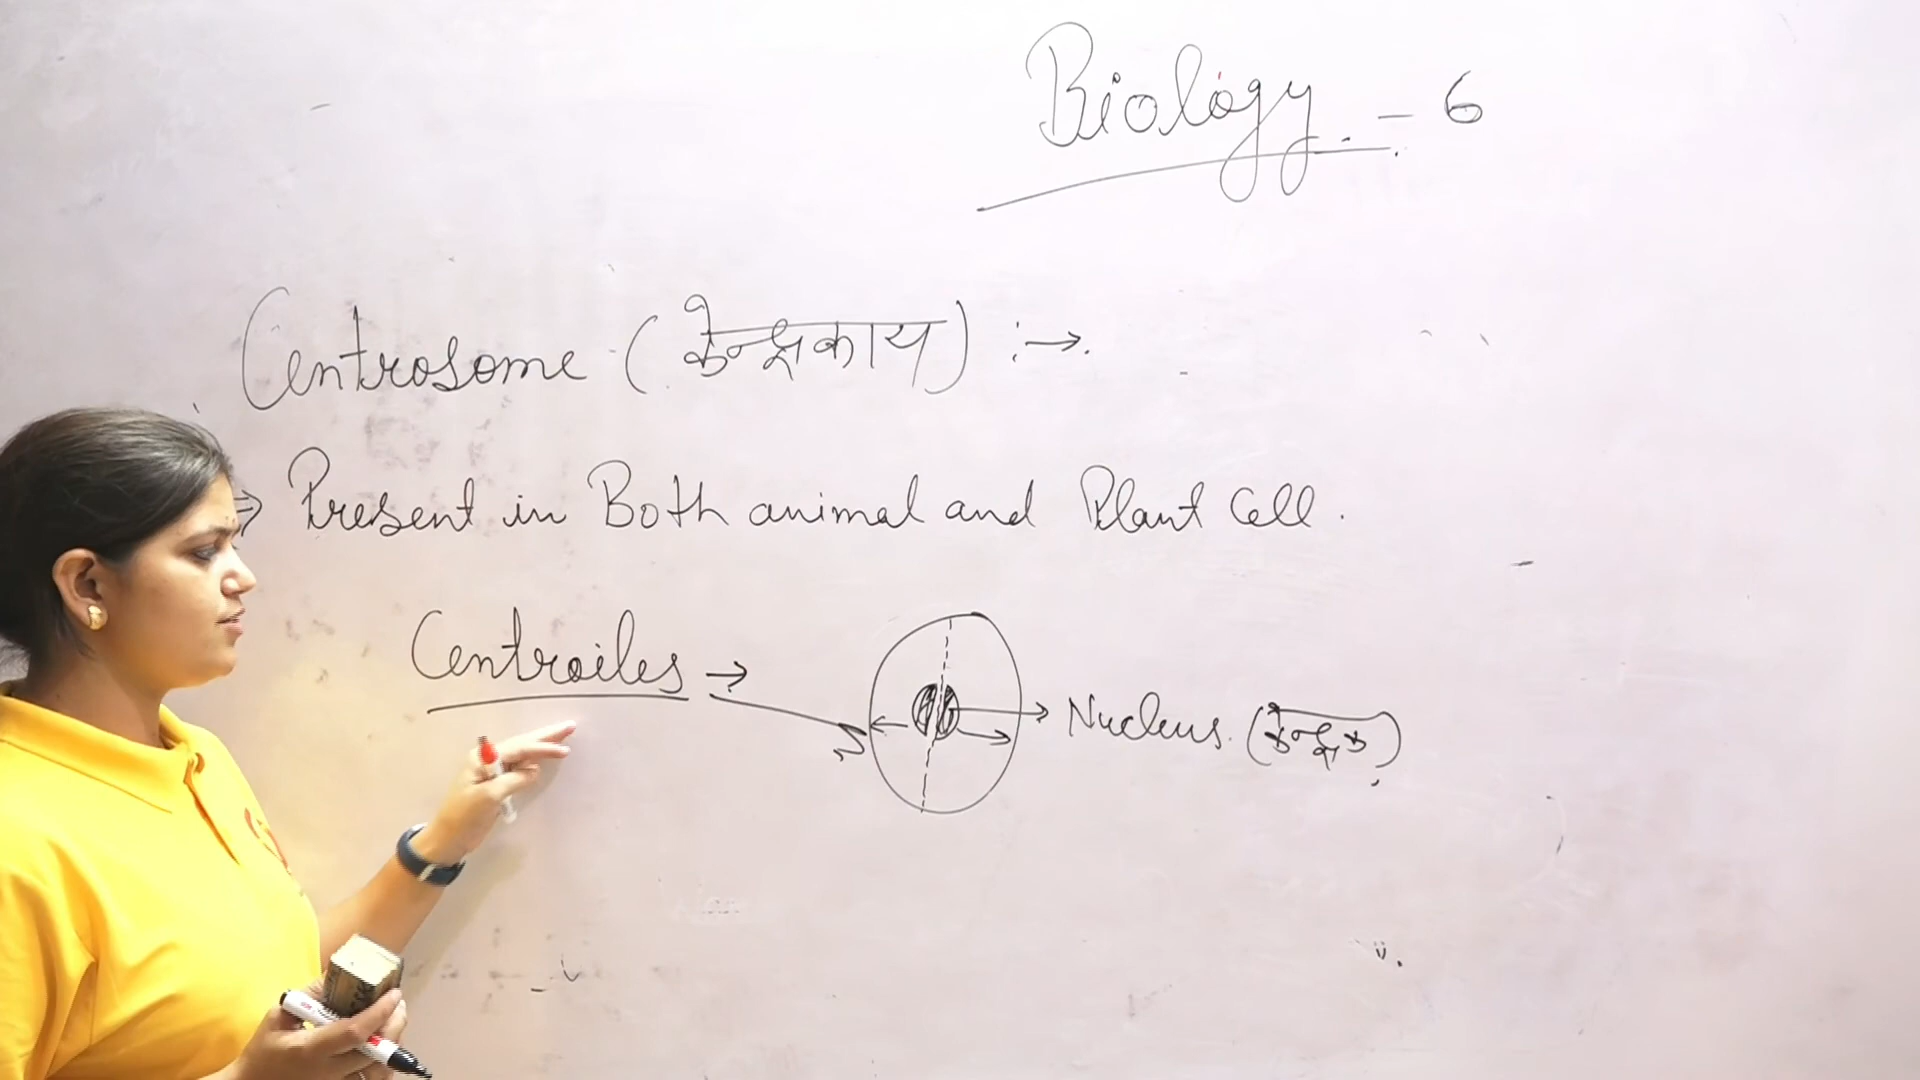 Biology. - 6
Centrosome (केन्द्रकाय) :→
⇒ Present in Both animal and Plant Cell.
Centroiles →
Nucleus. (केन्द्रक)